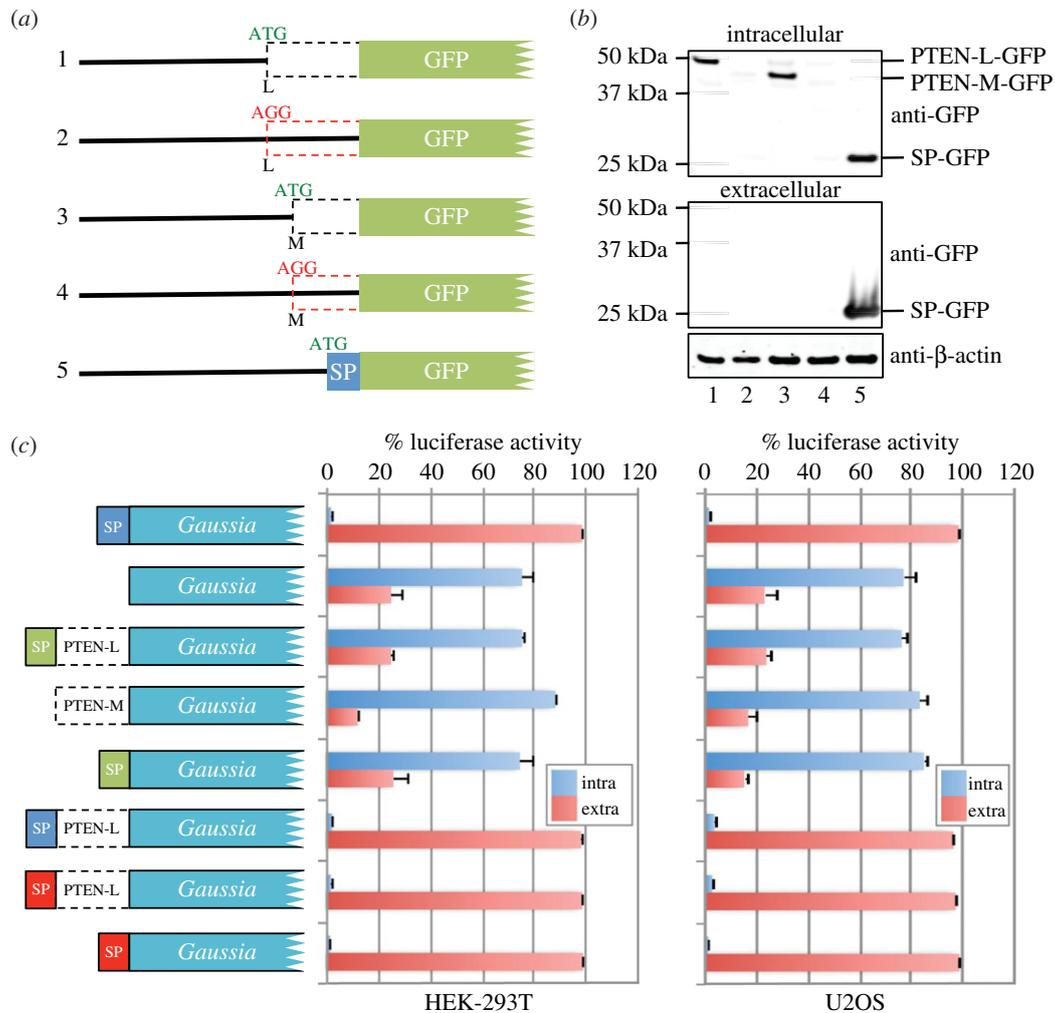 (a)
ATG
1
GFP
L
AGG
2
GFP
L
ATG
3
GFP
M
AGG
4
GFP
M
ATG
5
SP
GFP
(b)
intracellular
50 kDa
PTEN-L-GFP
PTEN-M-GFP
37 kDa
anti-GFP
25 kDa
SP-GFP
extracellular
50 kDa
37 kDa
anti-GFP
25 kDa
SP-GFP
anti-β-actin
1 2 3 4 5
(c)
% luciferase activity
0 20 40 60 80 100 120
% luciferase activity
0 20 40 60 80 100 120
SP Gaussia
Gaussia
SP PTEN-L Gaussia
PTEN-M Gaussia
SP Gaussia
SP PTEN-L Gaussia
SP PTEN-L Gaussia
SP Gaussia
intra
extra
intra
extra
HEK-293T
U2OS